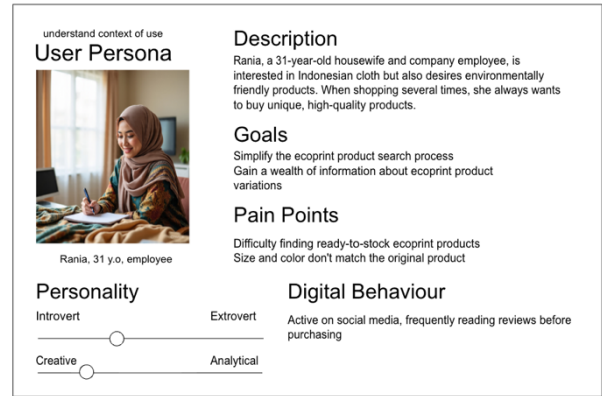 understand context of use
User Persona
Rania, 31 y.o, employee
Description
Rania, a 31-year-old housewife and company employee, is
interested in Indonesian cloth but also desires environmentally
friendly products. When shopping several times, she always wants
to buy unique, high-quality products.
Goals
Simplify the ecoprint product search process
Gain a wealth of information about ecoprint product
variations
Pain Points
Difficulty finding ready-to-stock ecoprint products
Size and color don't match the original product
Personality
Introvert Extrovert
Creative Analytical
Digital Behaviour
Active on social media, frequently reading reviews before
purchasing